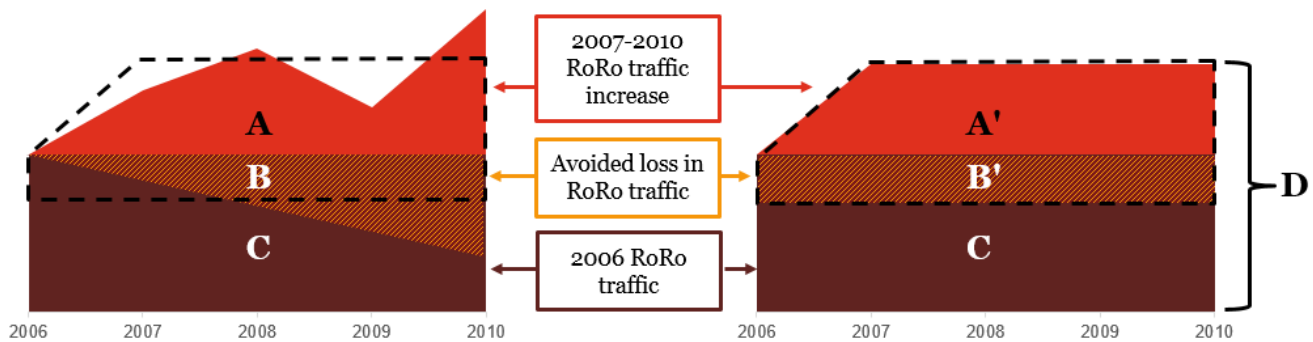 2007-2010
RoRo traffic
increase
A
A'
Avoided loss in
RoRo traffic
B
B'
D
C
2006 RoRo
traffic
C
2006 2007 2008 2009 2010
2006 2007 2008 2009 2010